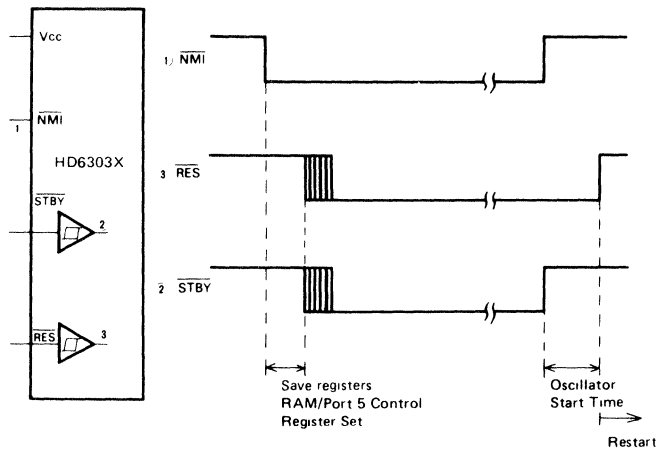 Vcc
1
NMI
HD6303X
STBY
2
RES
3
1) NMI
3 RES
2 STBY
Save registers
RAM/Port 5 Control
Register Set
Oscillator
Start Time
Restart